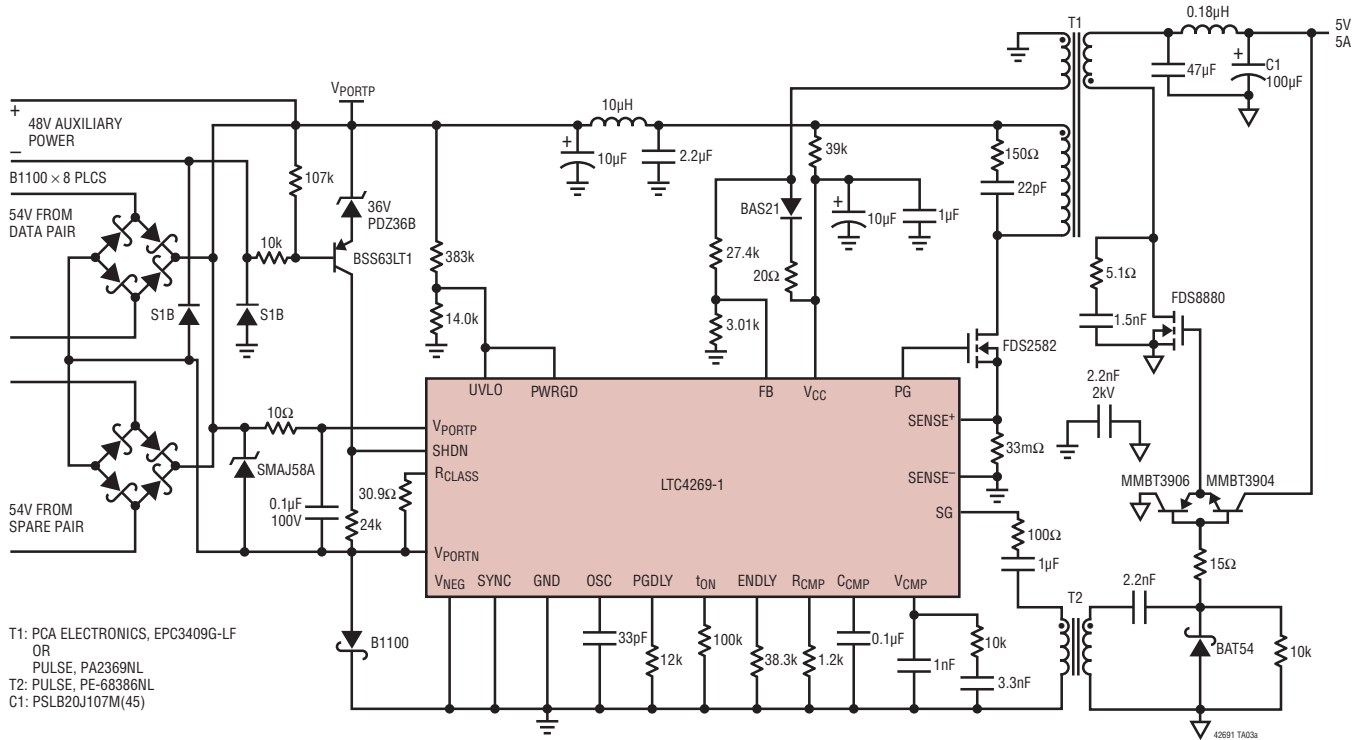 T1
0.18µH
5V
5A
+
47µF
C1
100µF
VPORTP
+
48V AUXILIARY
POWER
–
10µH
+
10µF
2.2µF
39k
150Ω
22pF
B1100 × 8 PLCS
107k
36V
PDZ36B
BAS21
+
10µF
1µF
54V FROM
DATA PAIR
10k
BSS63LT1
383k
27.4k
20Ω
5.1Ω
1.5nF
FDS8880
S1B
S1B
14.0k
3.01k
FDS2582
UVLO
PWRGD
FB
VCC
PG
2.2nF
2kV
10Ω
VPORTP
SENSE+
SHDN
33mΩ
SMAJ58A
RCLASS
SENSE–
MMBT3906
MMBT3904
LTC4269-1
30.9Ω
0.1µF
100V
24k
54V FROM
SPARE PAIR
SG
100Ω
1µF
15Ω
VPORTN
VNEG
SYNC
GND
OSC
PGDLY
tON
ENDLY
RCMP
CCMP
VCMP
T2
2.2nF
B1100
33pF
12k
100k
38.3k
1.2k
0.1µF
10k
1nF
3.3nF
BAT54
10k
T1: PCA ELECTRONICS, EPC3409G-LF
OR
PULSE, PA2369NL
T2: PULSE, PE-68386NL
C1: PSLB20J107M(45)
42691 TA03a